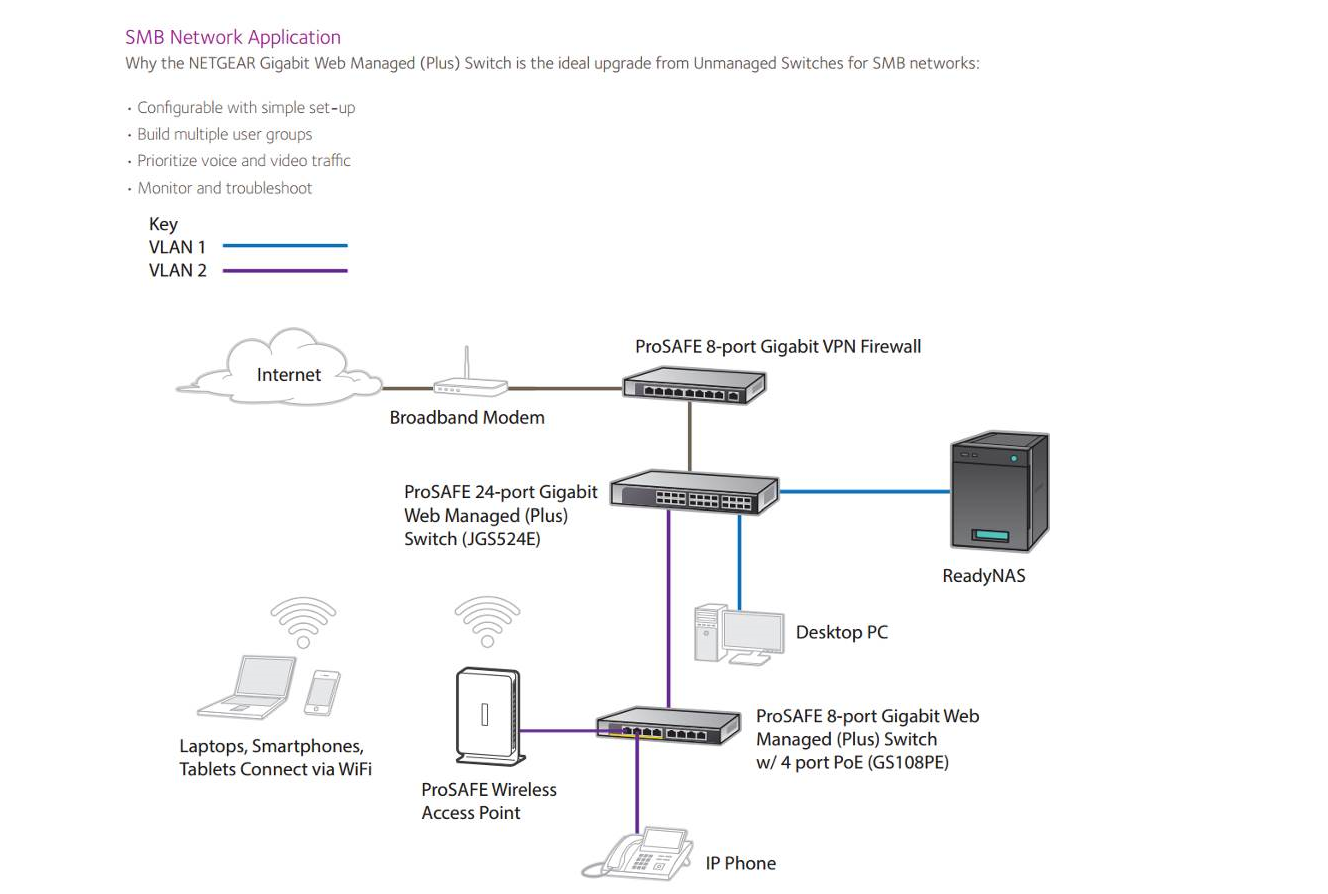 SMB Network Application
Why the NETGEAR Gigabit Web Managed (Plus) Switch is the ideal upgrade from Unmanaged Switches for SMB networks:
• Configurable with simple set-up
• Build multiple user groups
• Prioritize voice and video traffic
• Monitor and troubleshoot
Key
VLAN 1
VLAN 2
ProSAFE 8-port Gigabit VPN Firewall
Internet
Broadband Modem
ProSAFE 24-port Gigabit
Web Managed (Plus)
Switch (JGS524E)
ReadyNAS
Desktop PC
ProSAFE 8-port Gigabit Web
Managed (Plus) Switch
w/ 4 port PoE (GS108PE)
Laptops, Smartphones,
Tablets Connect via WiFi
ProSAFE Wireless
Access Point
IP Phone